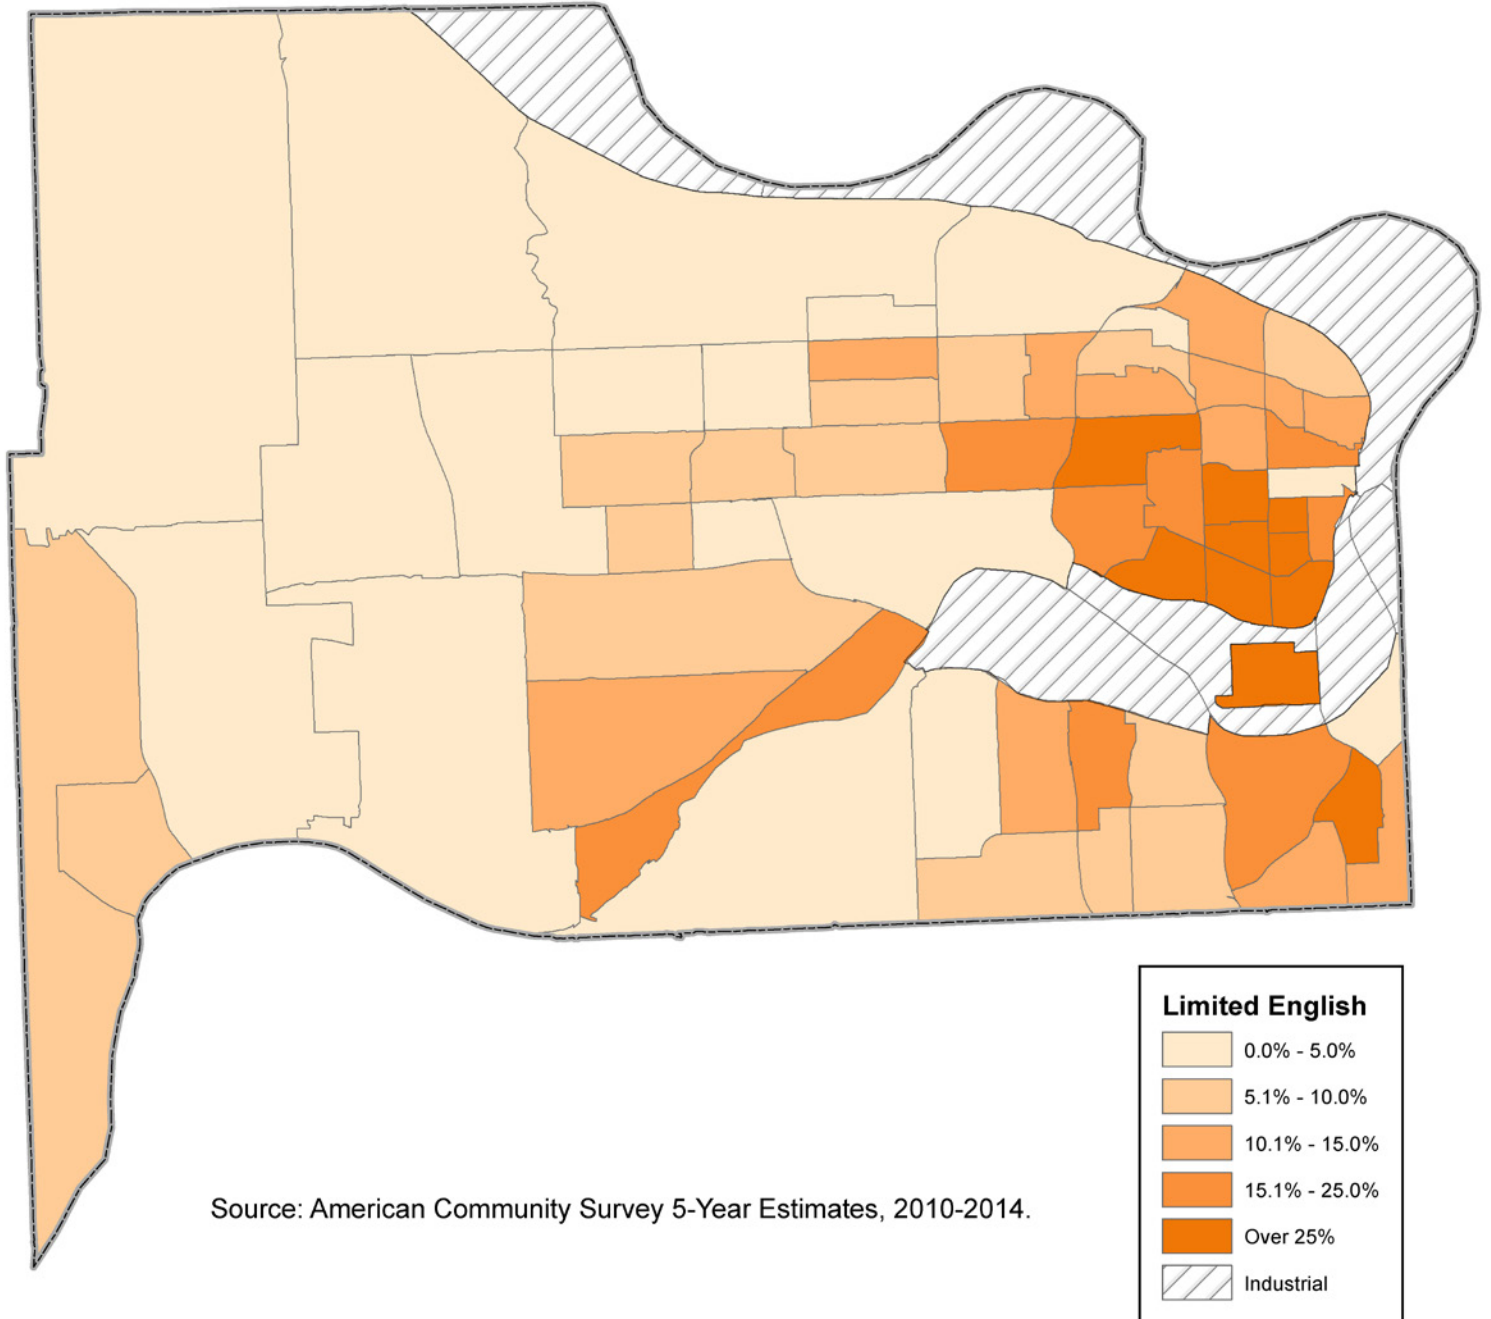 Limited English
0.0% - 5.0%
5.1% - 10.0%
10.1% - 15.0%
15.1% - 25.0%
Over 25%
Industrial
Source: American Community Survey 5-Year Estimates, 2010-2014.